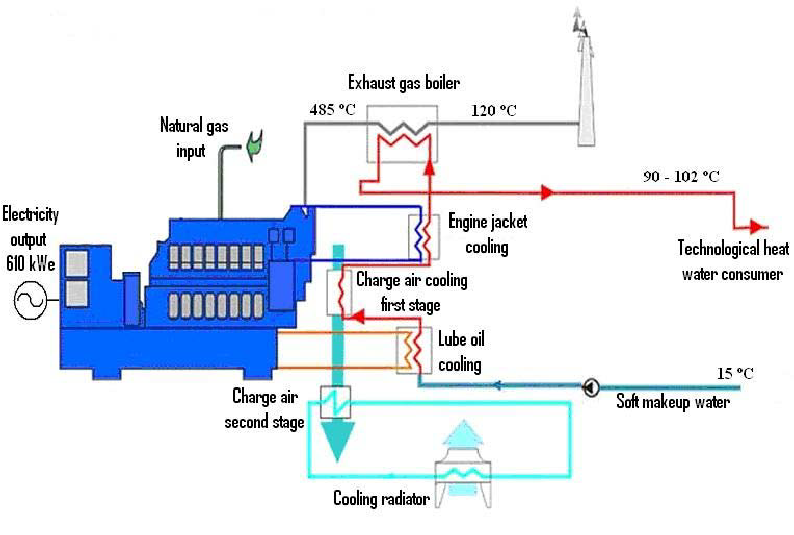 Exhaust gas boiler
485 °C
120 °C
Natural gas
input
90 - 102 °C
Electricity
output
610 kWe
Engine jacket
cooling
Technological heat
water consumer
Charge air cooling
first stage
Lube oil
cooling
15 °C
Charge air
second stage
Soft makeup water
Cooling radiator